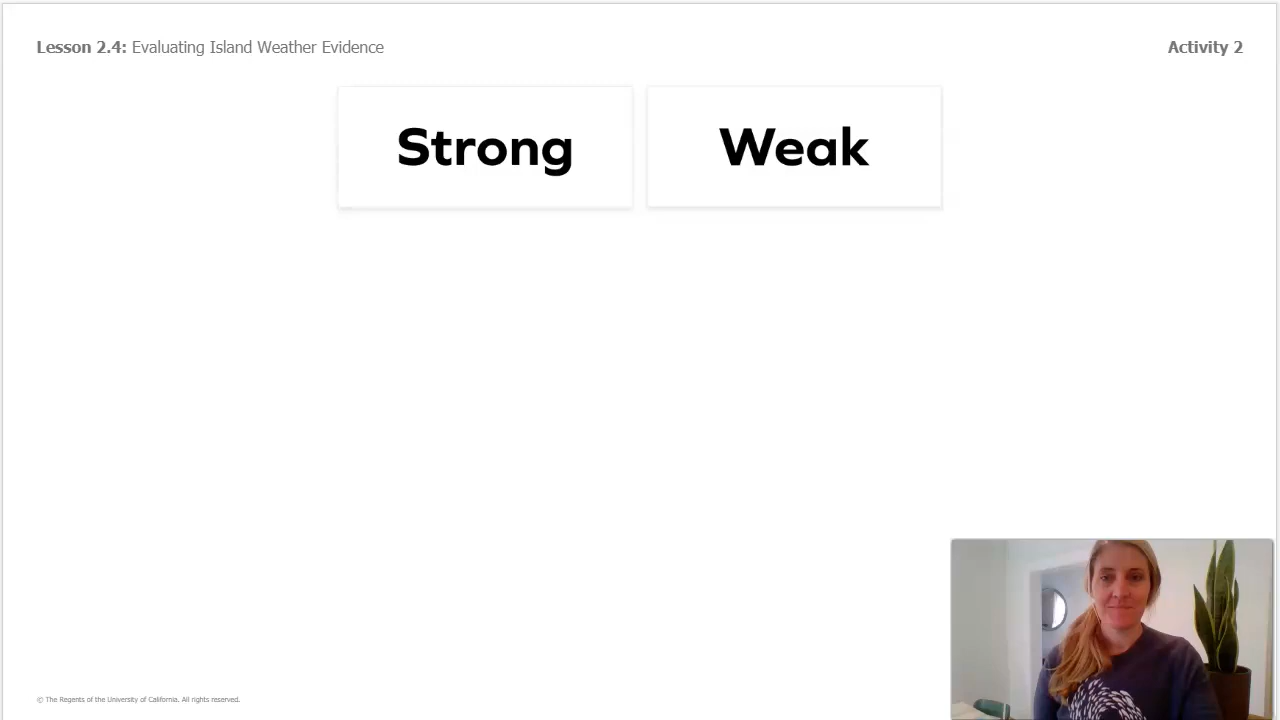 Lesson 2.4: Evaluating Island Weather Evidence
Activity 2
Strong
Weak
© The Regents of the University of California. All rights reserved.